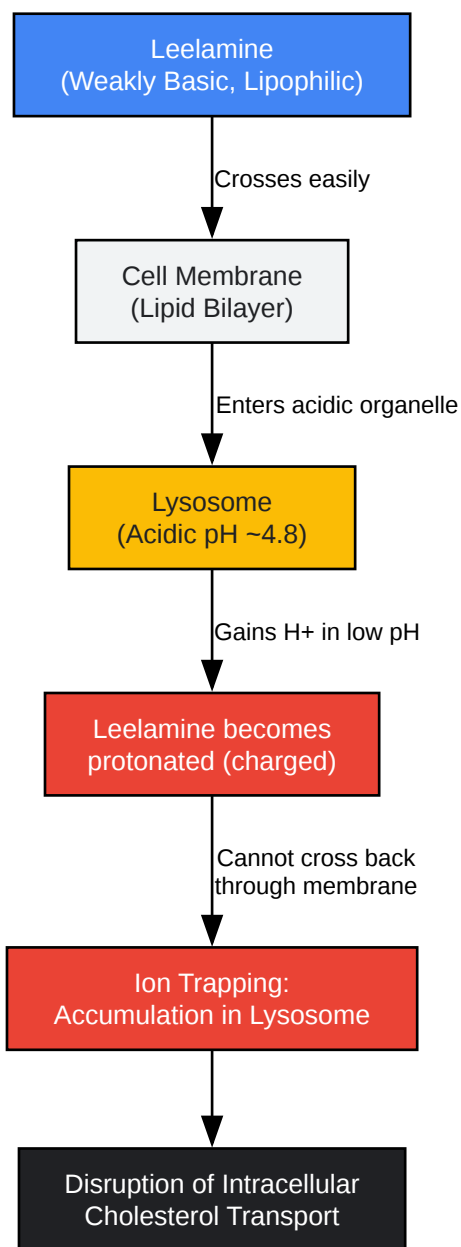 Leelamine
(Weakly Basic, Lipophilic)
Crosses easily
Cell Membrane
(Lipid Bilayer)
Enters acidic organelle
Lysosome
(Acidic pH ~4.8)
Gains H+ in low pH
Leelamine becomes
protonated (charged)
Cannot cross back
through membrane
Ion Trapping:
Accumulation in Lysosome
Disruption of Intracellular
Cholesterol Transport